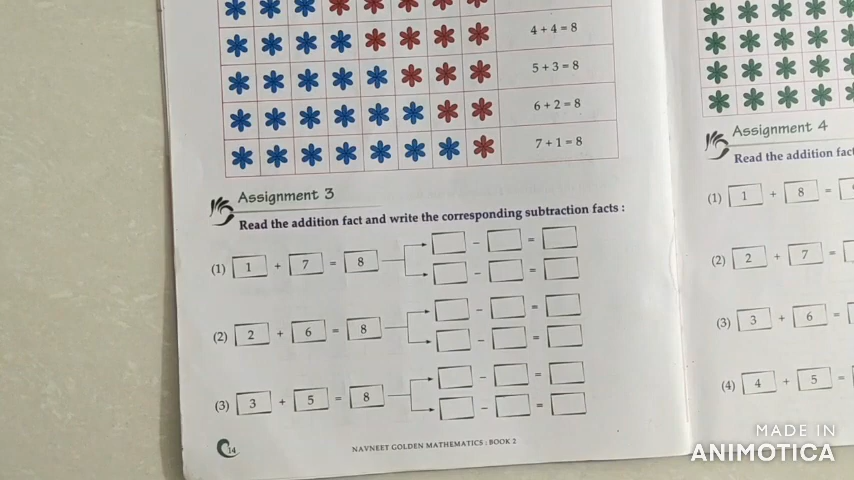 4 + 4 = 8
5 + 3 = 8
6 + 2 = 8
7 + 1 = 8
Assignment 3
Read the addition fact and write the corresponding subtraction facts :
(1) 1 + 7 = 8
- =
- =
(2) 2 + 6 = 8
- =
- =
(3) 3 + 5 = 8
- =
- =
14
NAVNEET GOLDEN MATHEMATICS : BOOK 2
Assignment 4
Read the addition fact
(1) 1 + 8 =
(2) 2 + 7 =
(3) 3 + 6 =
(4) 4 + 5 =
MADE IN
ANIMOTICA